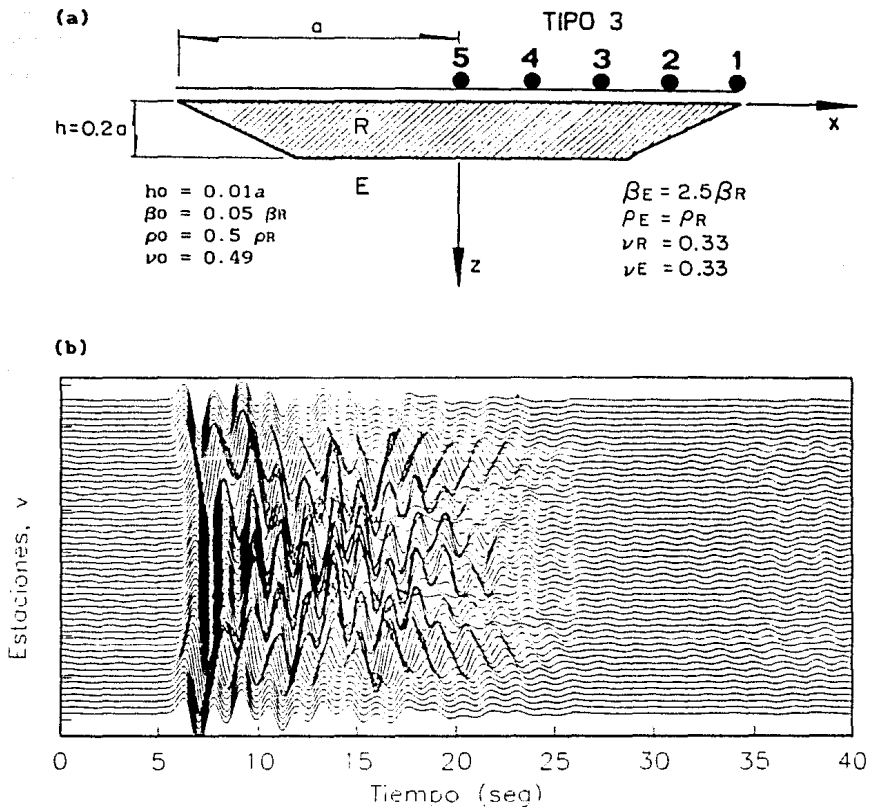 (a)
a
TIPO 3
5 4 3 2 1
h=0.2a
R
X
E
ho = 0.01a
βo = 0.05 βR
ρo = 0.5 ρR
νo = 0.49
βE = 2.5βR
ρE = ρR
νR = 0.33
νE = 0.33
z
(b)
Estaciones, v
0 5 10 15 20 25 30 35 40
Tiempo (seg)